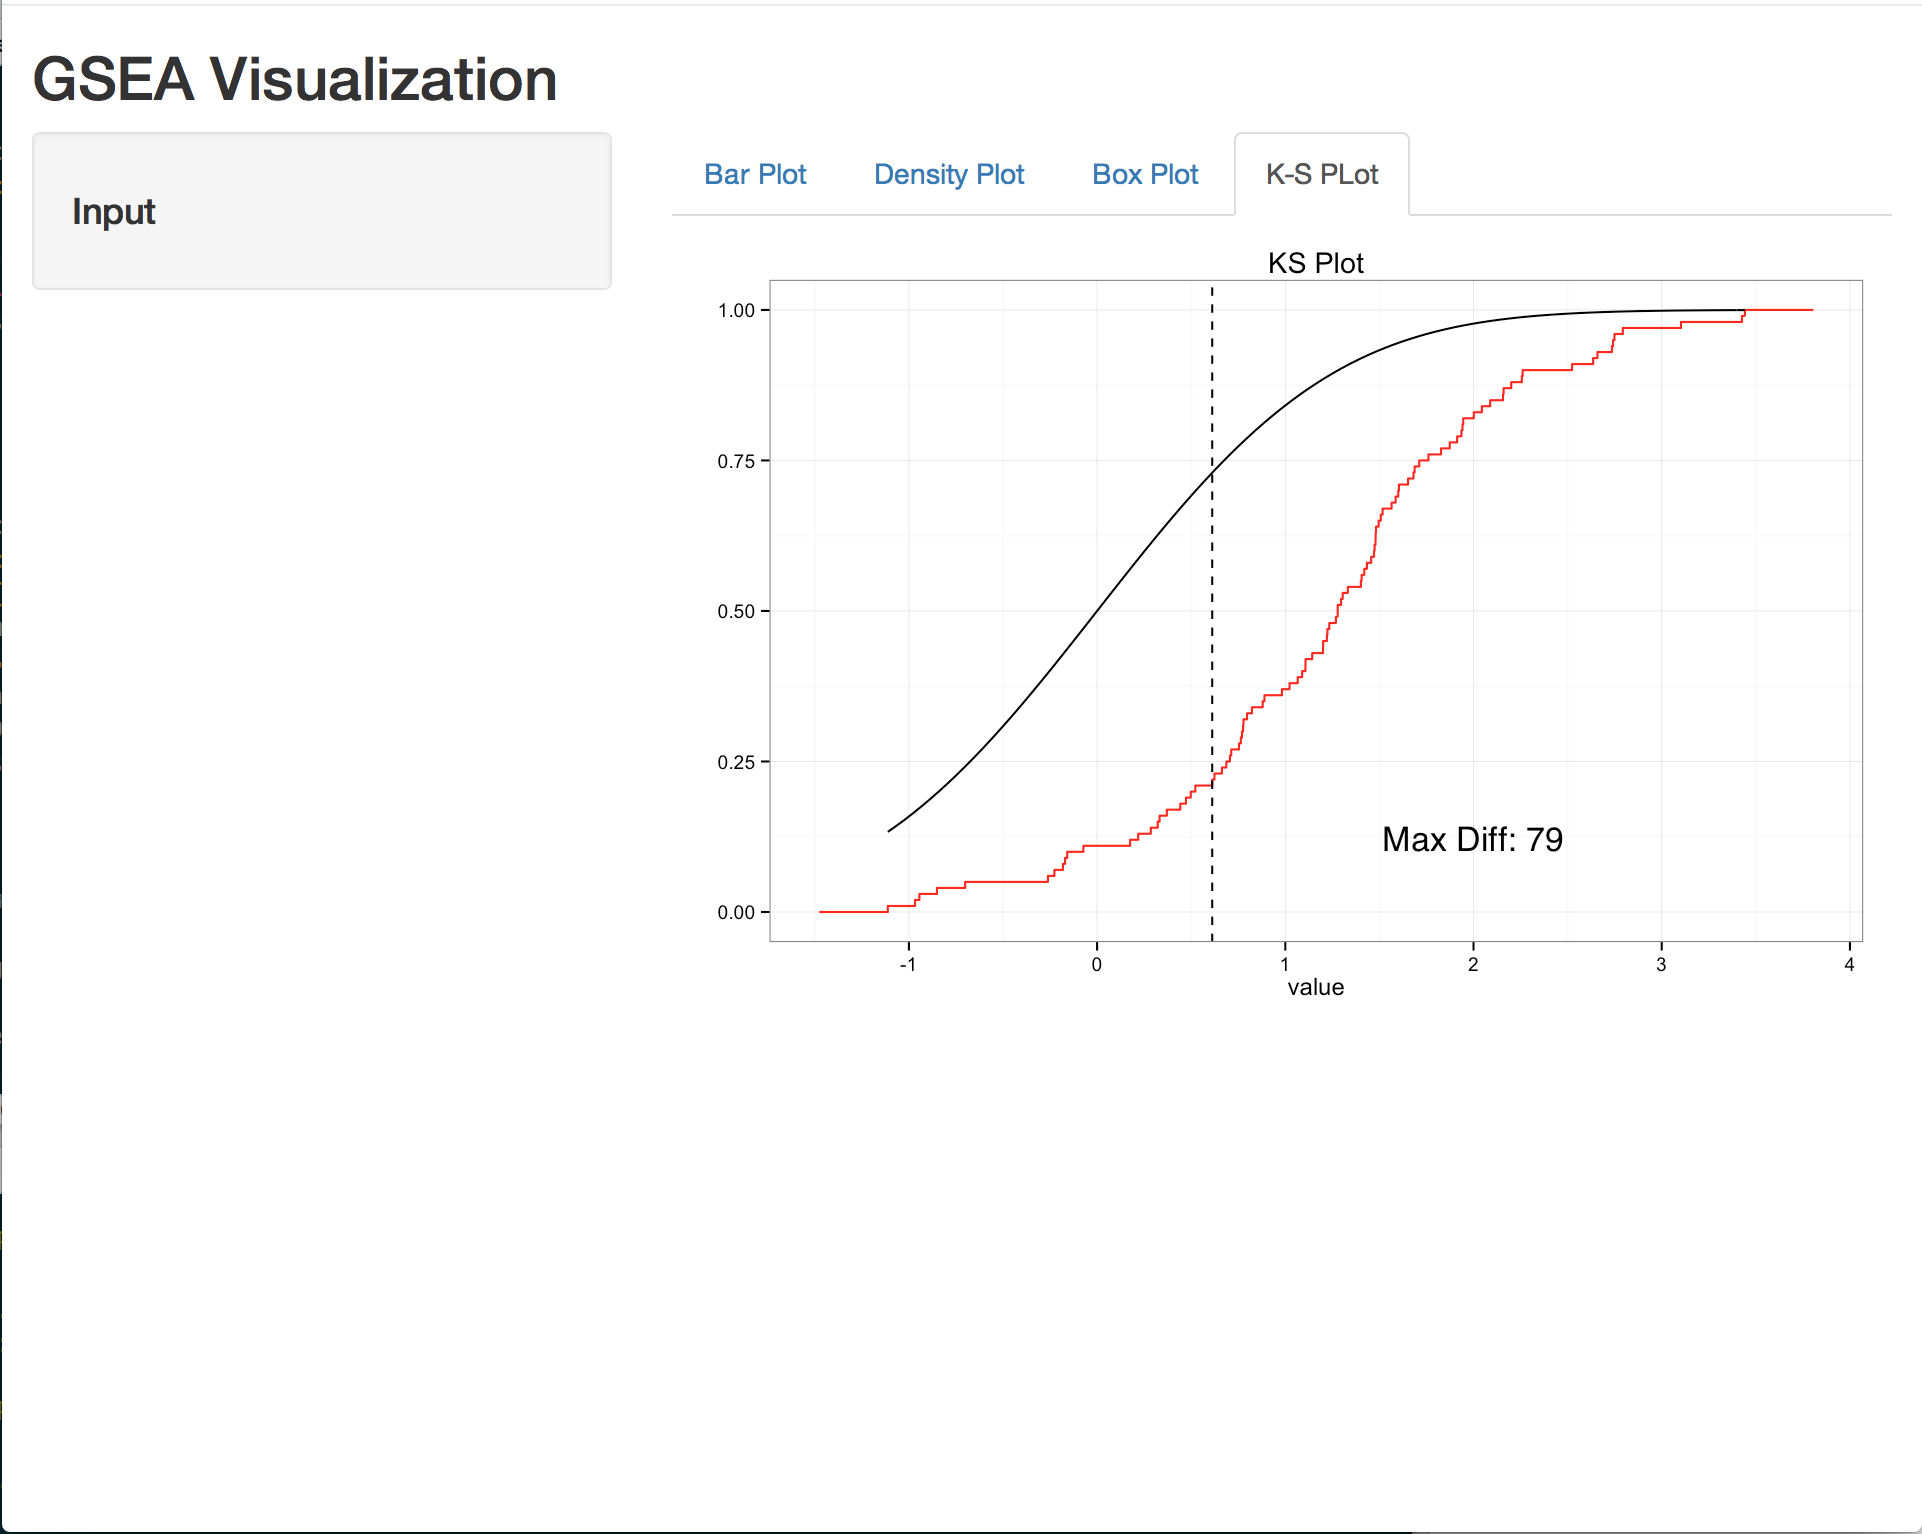 GSEA Visualization
Input
Bar Plot Density Plot Box Plot K-S PLot
KS Plot
1.00
0.75
0.50
0.25
Max Diff: 79
0.00
-1 0 1 2 3 4
value